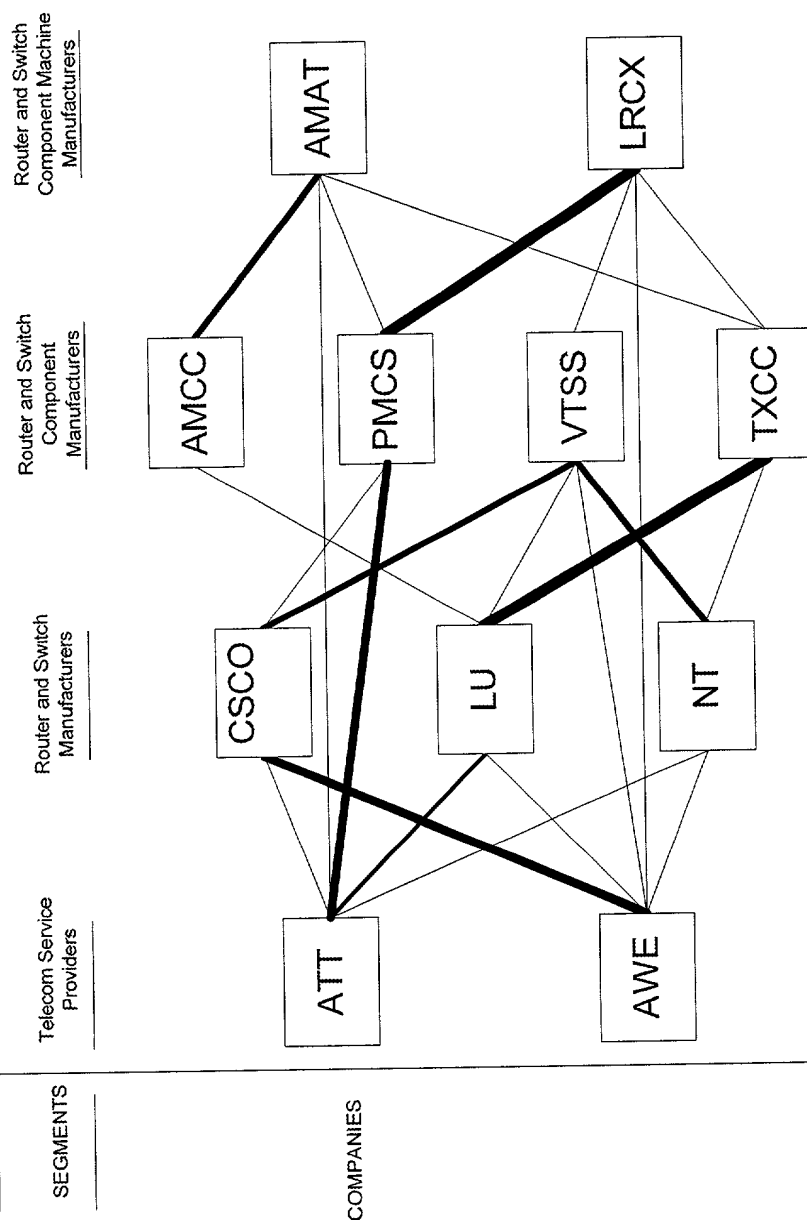 SEGMENTS
Telecom Service
Providers
Router and Switch
Manufacturers
Router and Switch
Component
Manufacturers
Router and Switch
Component Machine
Manufacturers
COMPANIES
ATT
AWE
CSCO
LU
NT
AMCC
PMCS
VTSS
TXCC
AMAT
LRCX